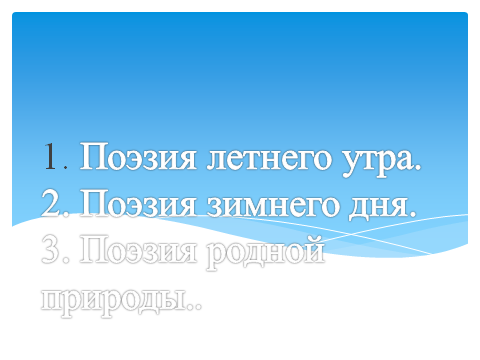 1. Поэзия летнего утра.
2. Поэзия зимнего дня.
3. Поэзия родной
природы..